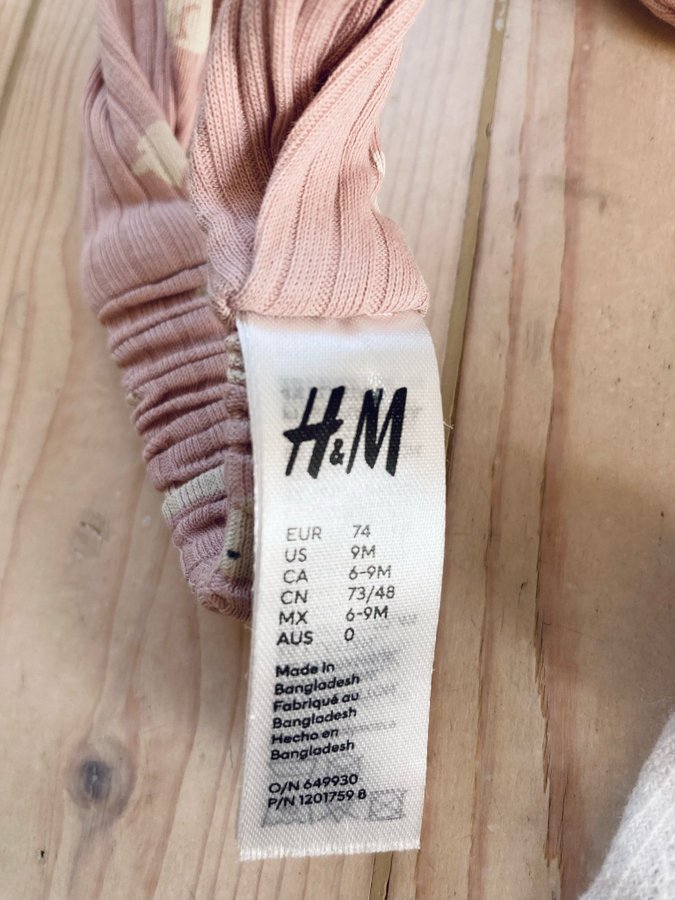 H&M
EUR 74
US 9M
CA 6-9M
CN 73/48
MX 6-9M
AUS 0
Made in
Bangladesh
Fabriqué au
Bangladesh
Hecho en
Bangladesh
O/N 649930
P/N 1201759 8